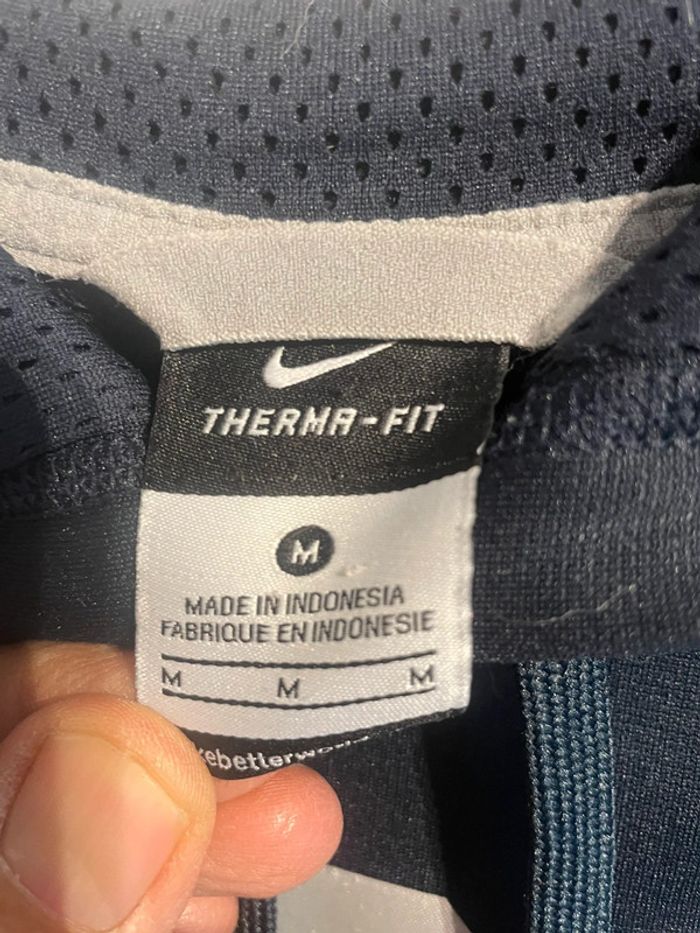 THERMA-FIT
M
MADE IN INDONESIA
FABRIQUE EN INDONESIE
M M M